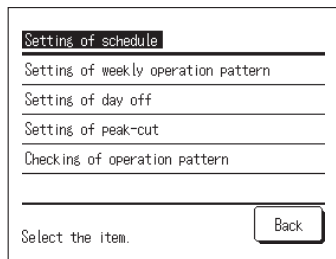 Setting of schedule
Setting of weekly operation pattern
Setting of day off
Setting of peak-cut
Checking of operation pattern
Select the item.
Back